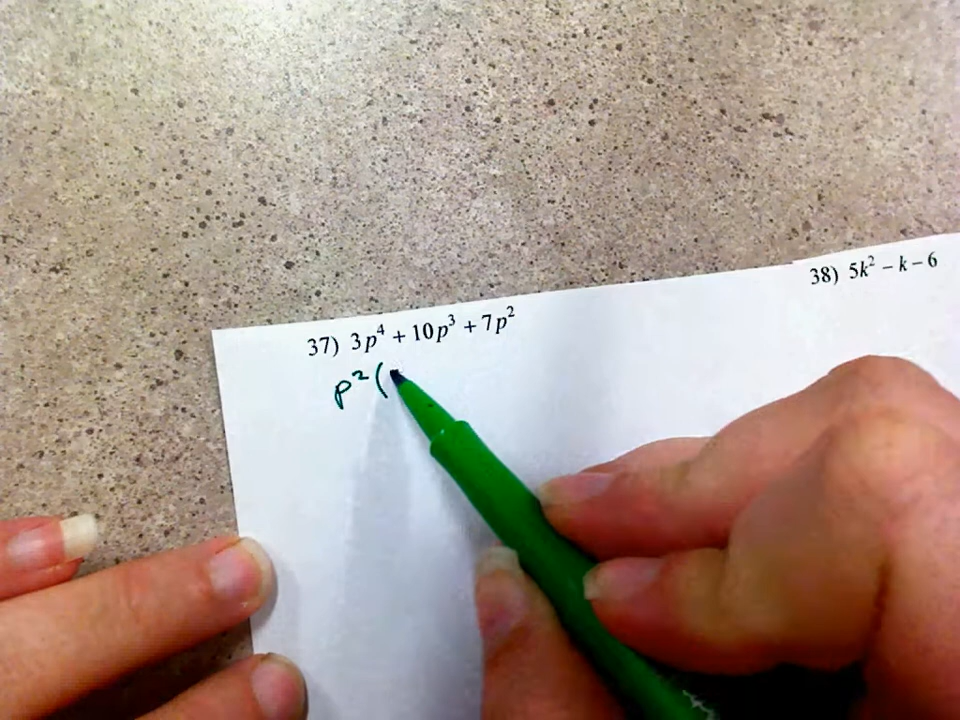 37) 3p⁴ + 10p³ + 7p²
p² (
38) 5k² − k − 6